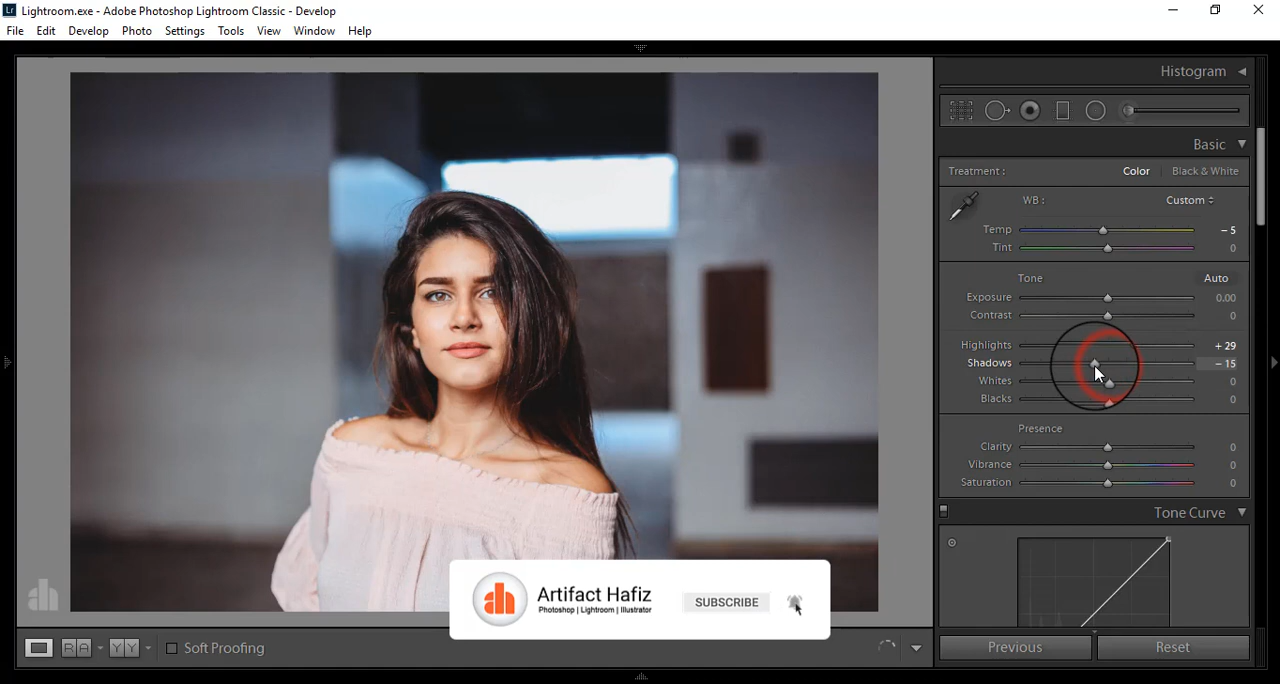 Lr Lightroom.exe - Adobe Photoshop Lightroom Classic - Develop
File Edit Develop Photo Settings Tools View Window Help
Histogram
Basic
Treatment : Color Black & White
WB : Custom
Temp - 5
Tint 0
Tone Auto
Exposure 0.00
Contrast 0
Highlights + 29
Shadows - 15
Whites 0
Blacks 0
Presence
Clarity 0
Vibrance 0
Saturation 0
Tone Curve
ah
ah Artifact Hafiz
Photoshop | Lightroom | Illustrator
SUBSCRIBE
R A Y Y Soft Proofing
Previous Reset